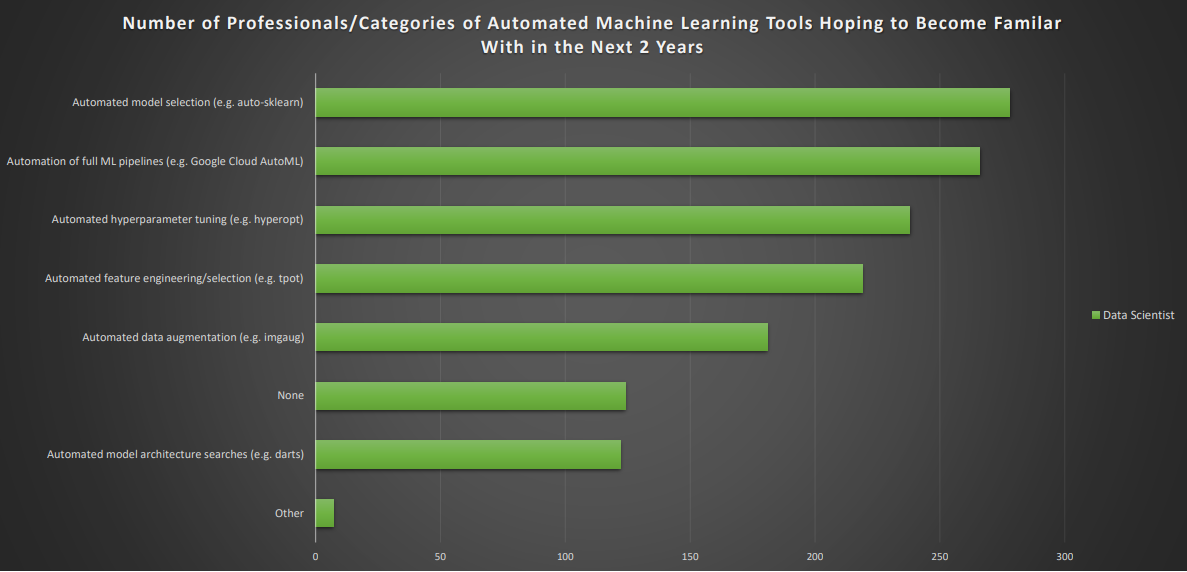 Number of Professionals/Categories of Automated Machine Learning Tools Hoping to Become Familar
With in the Next 2 Years
Automated model selection (e.g. auto-sklearn)
Automation of full ML pipelines (e.g. Google Cloud AutoML)
Automated hyperparameter tuning (e.g. hyperopt)
Automated feature engineering/selection (e.g. tpot)
Automated data augmentation (e.g. imgaug)
None
Automated model architecture searches (e.g. darts)
Other
0 50 100 150 200 250 300
Data Scientist